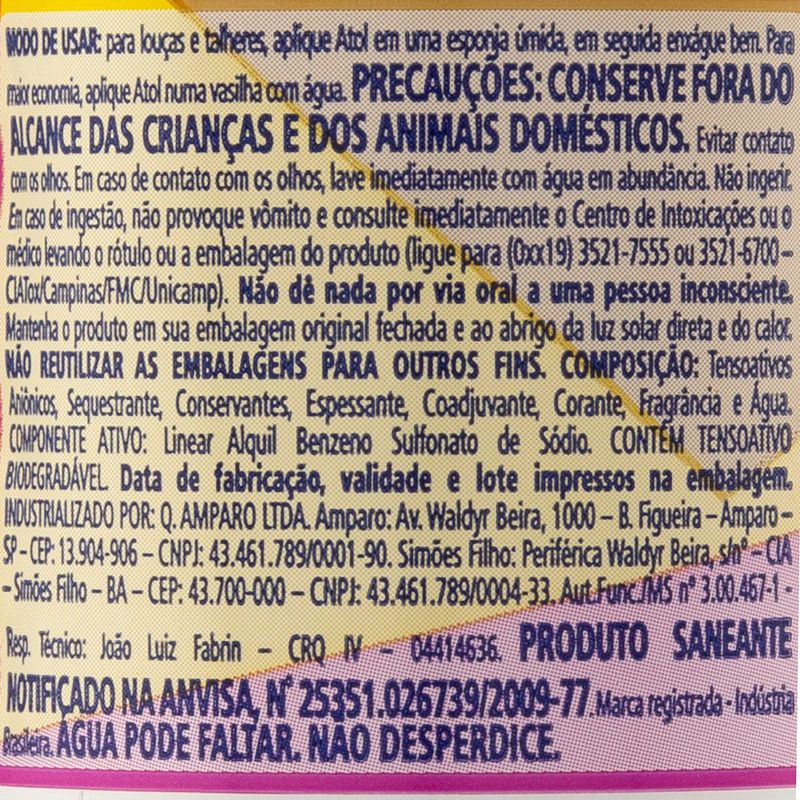 MODO DE USAR: para louças e talheres, aplique Atol em uma esponja úmida, em seguida enxágue bem. Para
maior economia, aplique Atol numa vasilha com água. PRECAUÇÕES: CONSERVE FORA DO
ALCANCE DAS CRIANÇAS E DOS ANIMAIS DOMÉSTICOS. Evitar contato
com os olhos. Em caso de contato com os olhos, lave imediatamente com água em abundância. Não ingerir.
Em caso de ingestão, não provoque vômito e consulte imediatamente o Centro de Intoxicações ou o
médico levando o rótulo ou a embalagem do produto (ligue para (0xx19) 3521-7555 ou 3521-6700 –
CIATox/Campinas/FMC/Unicamp). Não dê nada por via oral a uma pessoa inconsciente.
Mantenha o produto em sua embalagem original fechada e ao abrigo da luz solar direta e do calor.
NÃO REUTILIZAR AS EMBALAGENS PARA OUTROS FINS. COMPOSIÇÃO: Tensoativos
Aniônicos, Sequestrante, Conservantes, Espessante, Coadjuvante, Corante, Fragrância e Água.
COMPONENTE ATIVO: Linear Alquil Benzeno Sulfonato de Sódio. CONTÉM TENSOATIVO
BIODEGRADÁVEL. Data de fabricação, validade e lote impressos na embalagem.
INDUSTRIALIZADO POR: Q. AMPARO LTDA. Amparo: Av. Waldyr Beira, 1000 – B. Figueira – Amparo –
SP – CEP: 13.904-906 – CNPJ: 43.461.789/0001-90. Simões Filho: Periférica Waldyr Beira, s/nº – CIA
– Simões Filho – BA – CEP: 43.700-000 – CNPJ: 43.461.789/0004-33. Aut.Func./MS nº 3.00.467-1 -
Resp. Técnico: João Luiz Fabrin – CRQ IV – 04414636. PRODUTO SANEANTE
NOTIFICADO NA ANVISA, Nº 25351.026739/2009-77. Marca registrada - Indústria
Brasileira. ÁGUA PODE FALTAR. NÃO DESPERDICE.